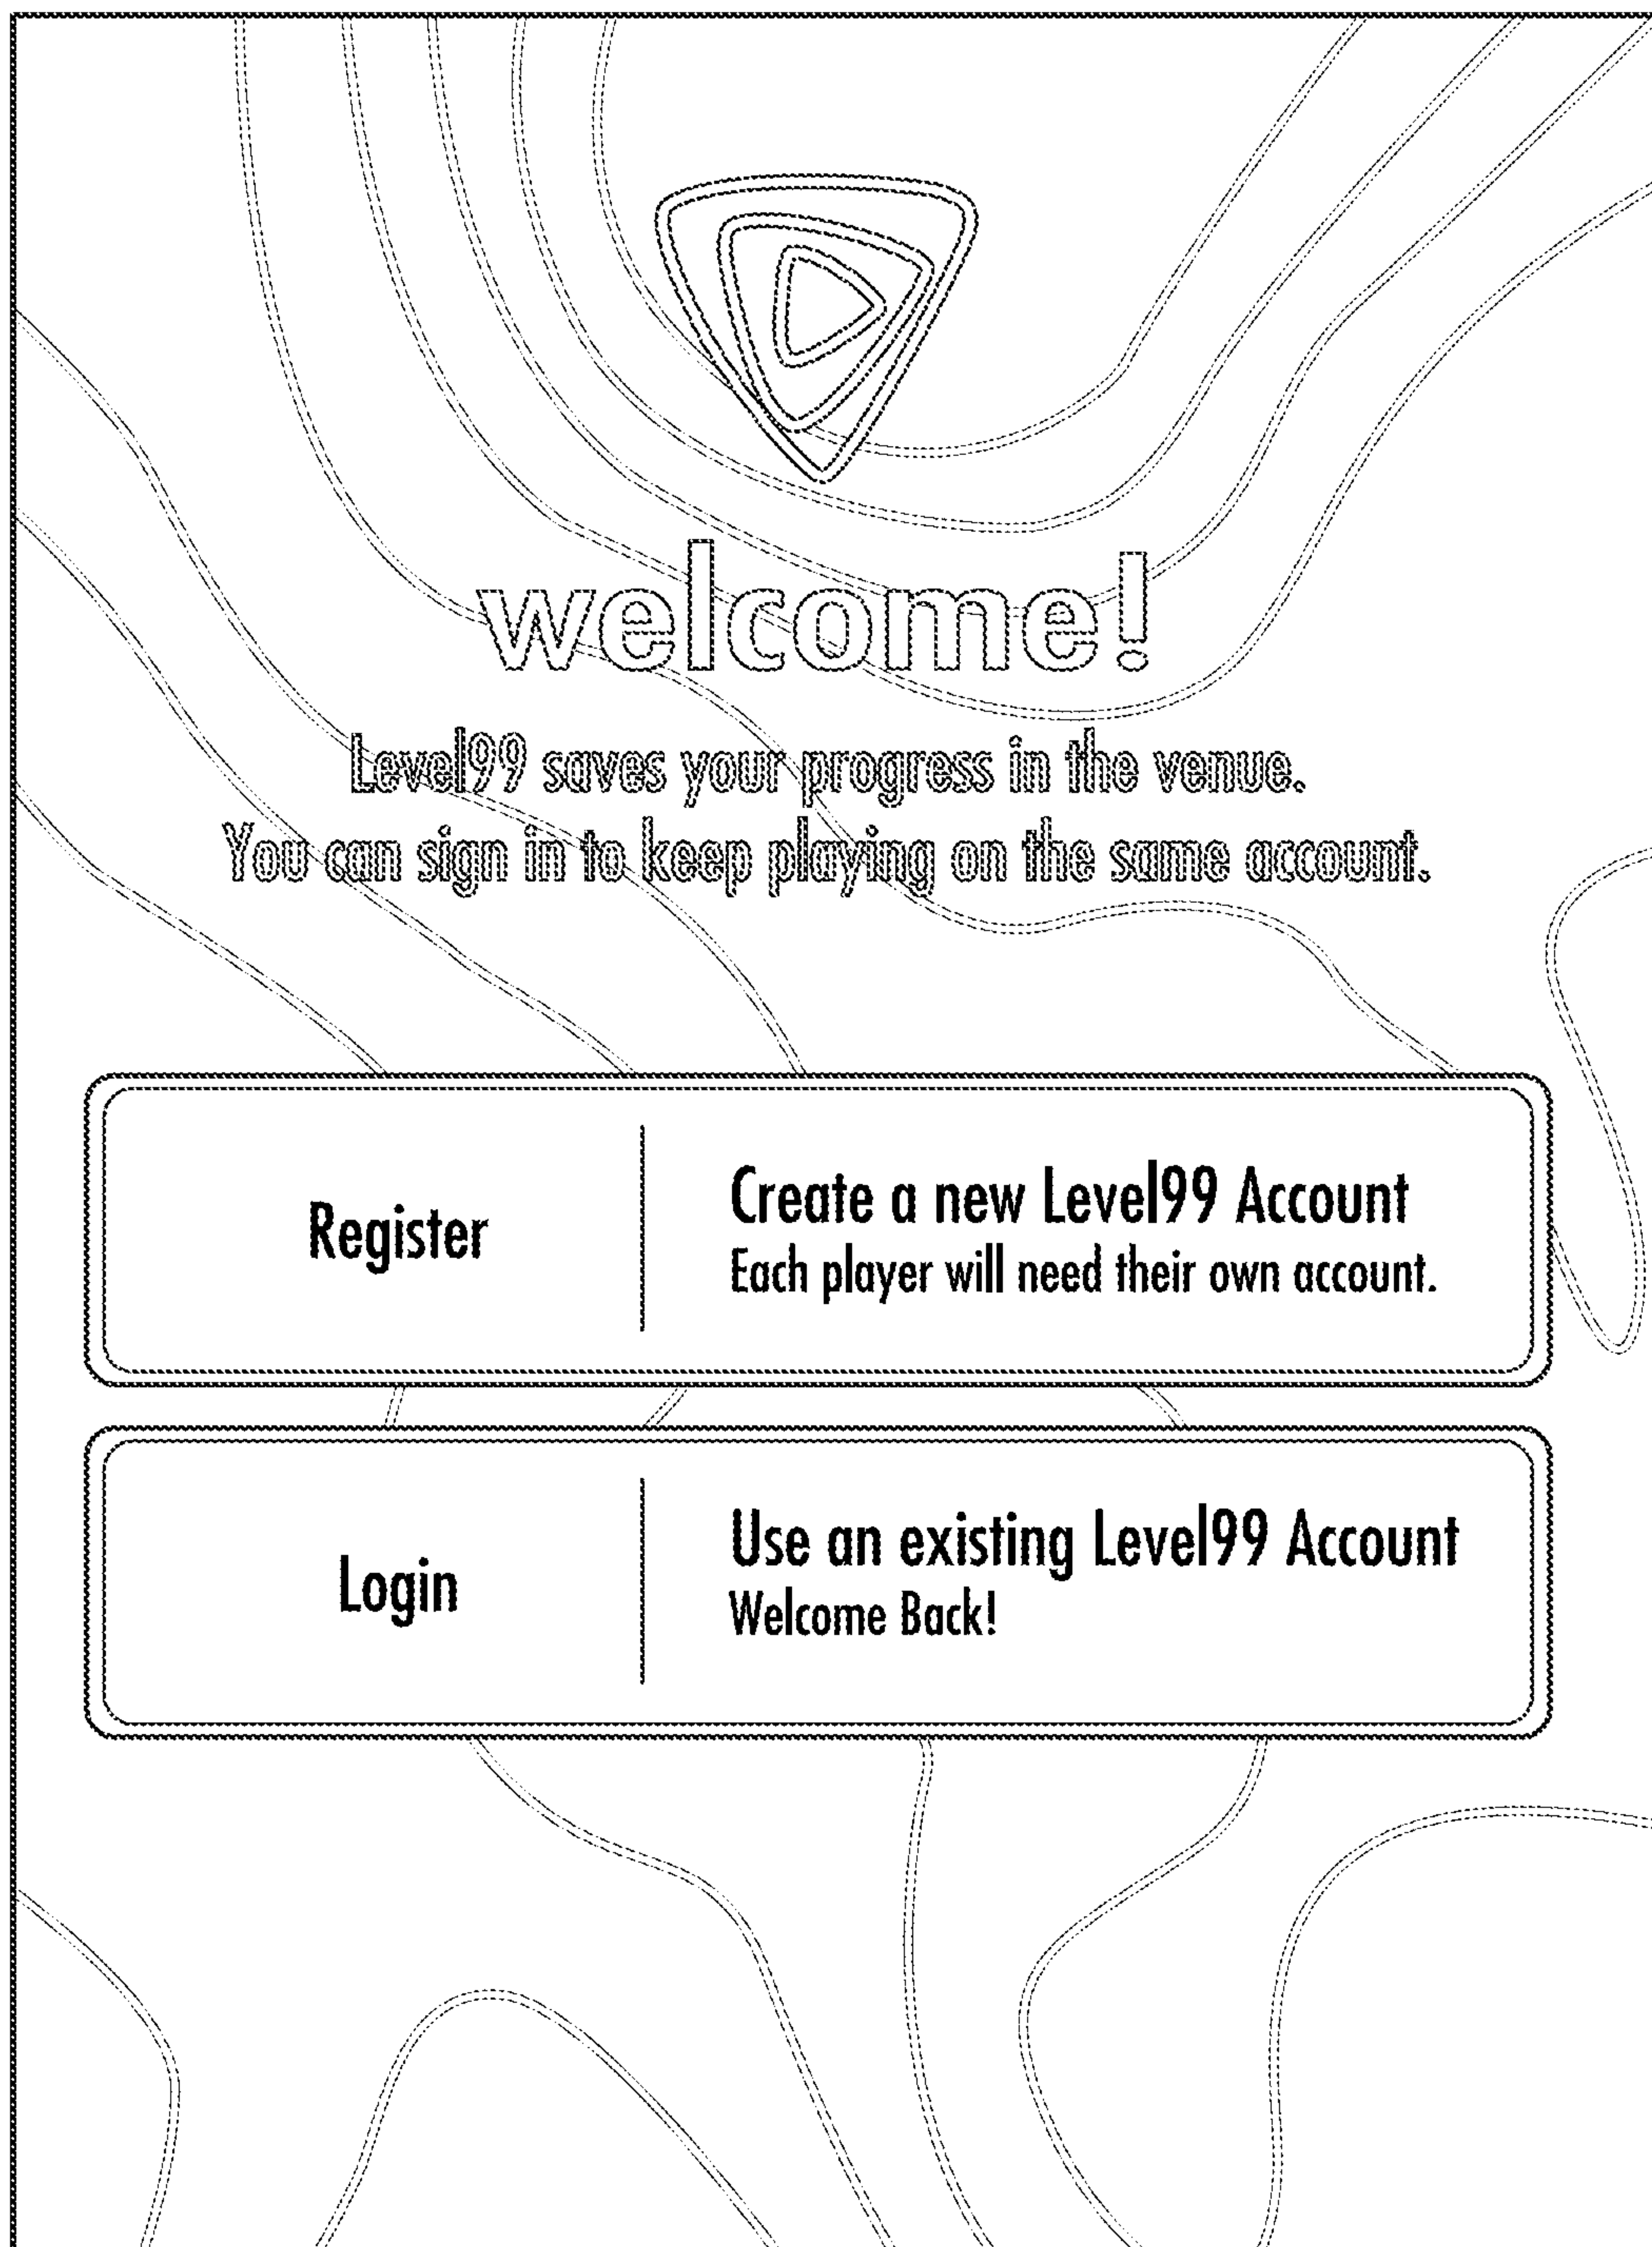 welcome!
Level99 saves your progress in the venue.
You can sign in to keep playing on the same account.
Register
Create a new Level99 Account
Each player will need their own account.
Login
Use an existing Level99 Account
Welcome Back!